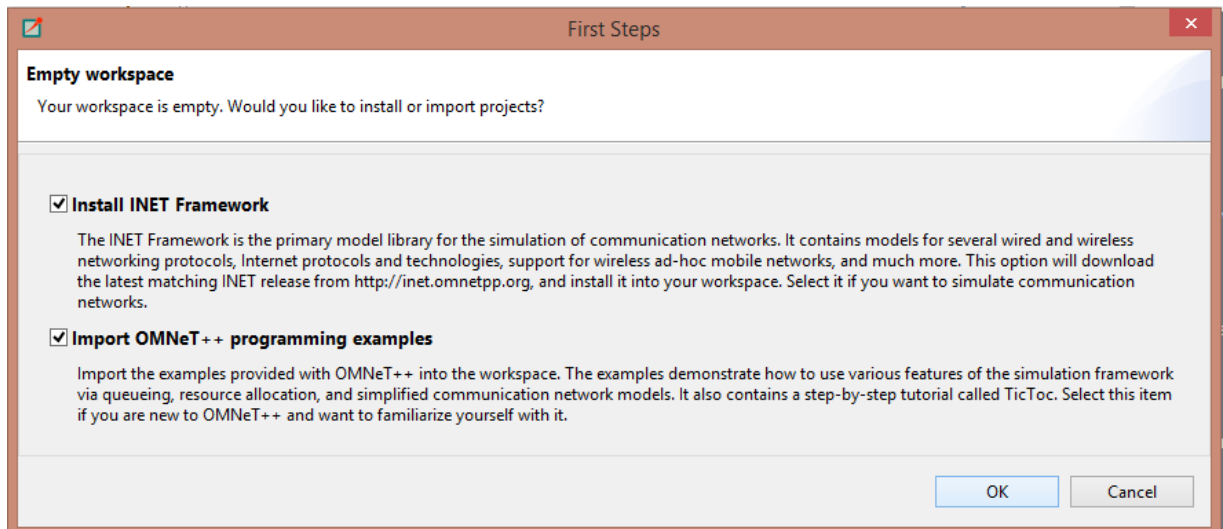 First Steps
Empty workspace
Your workspace is empty. Would you like to install or import projects?
Install INET Framework
The INET Framework is the primary model library for the simulation of communication networks. It contains models for several wired and wireless
networking protocols, Internet protocols and technologies, support for wireless ad-hoc mobile networks, and much more. This option will download
the latest matching INET release from http://inet.omnetpp.org, and install it into your workspace. Select it if you want to simulate communication
networks.
Import OMNeT++ programming examples
Import the examples provided with OMNeT++ into the workspace. The examples demonstrate how to use various features of the simulation framework
via queueing, resource allocation, and simplified communication network models. It also contains a step-by-step tutorial called TicToc. Select this item
if you are new to OMNeT++ and want to familiarize yourself with it.
OK Cancel